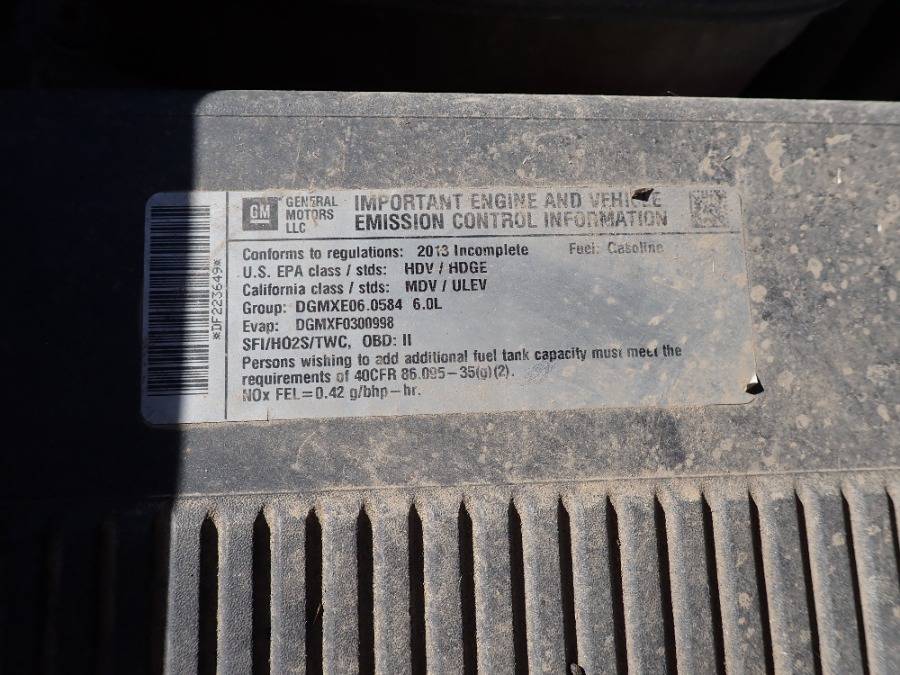 *DF223649*
GM
GENERAL
MOTORS
LLC
IMPORTANT ENGINE AND VEHICLE
EMISSION CONTROL INFORMATION
Conforms to regulations: 2013 Incomplete Fuel: Gasoline
U.S. EPA class / stds: HDV / HDGE
California class / stds: MDV / ULEV
Group: DGMXE06.0584 6.0L
Evap: DGMXF0300998
SFI/HO2S/TWC, OBD: II
Persons wishing to add additional fuel tank capacity must meet the
requirements of 40CFR 86.095-35(g)(2).
NOx FEL=0.42 g/bhp-hr.